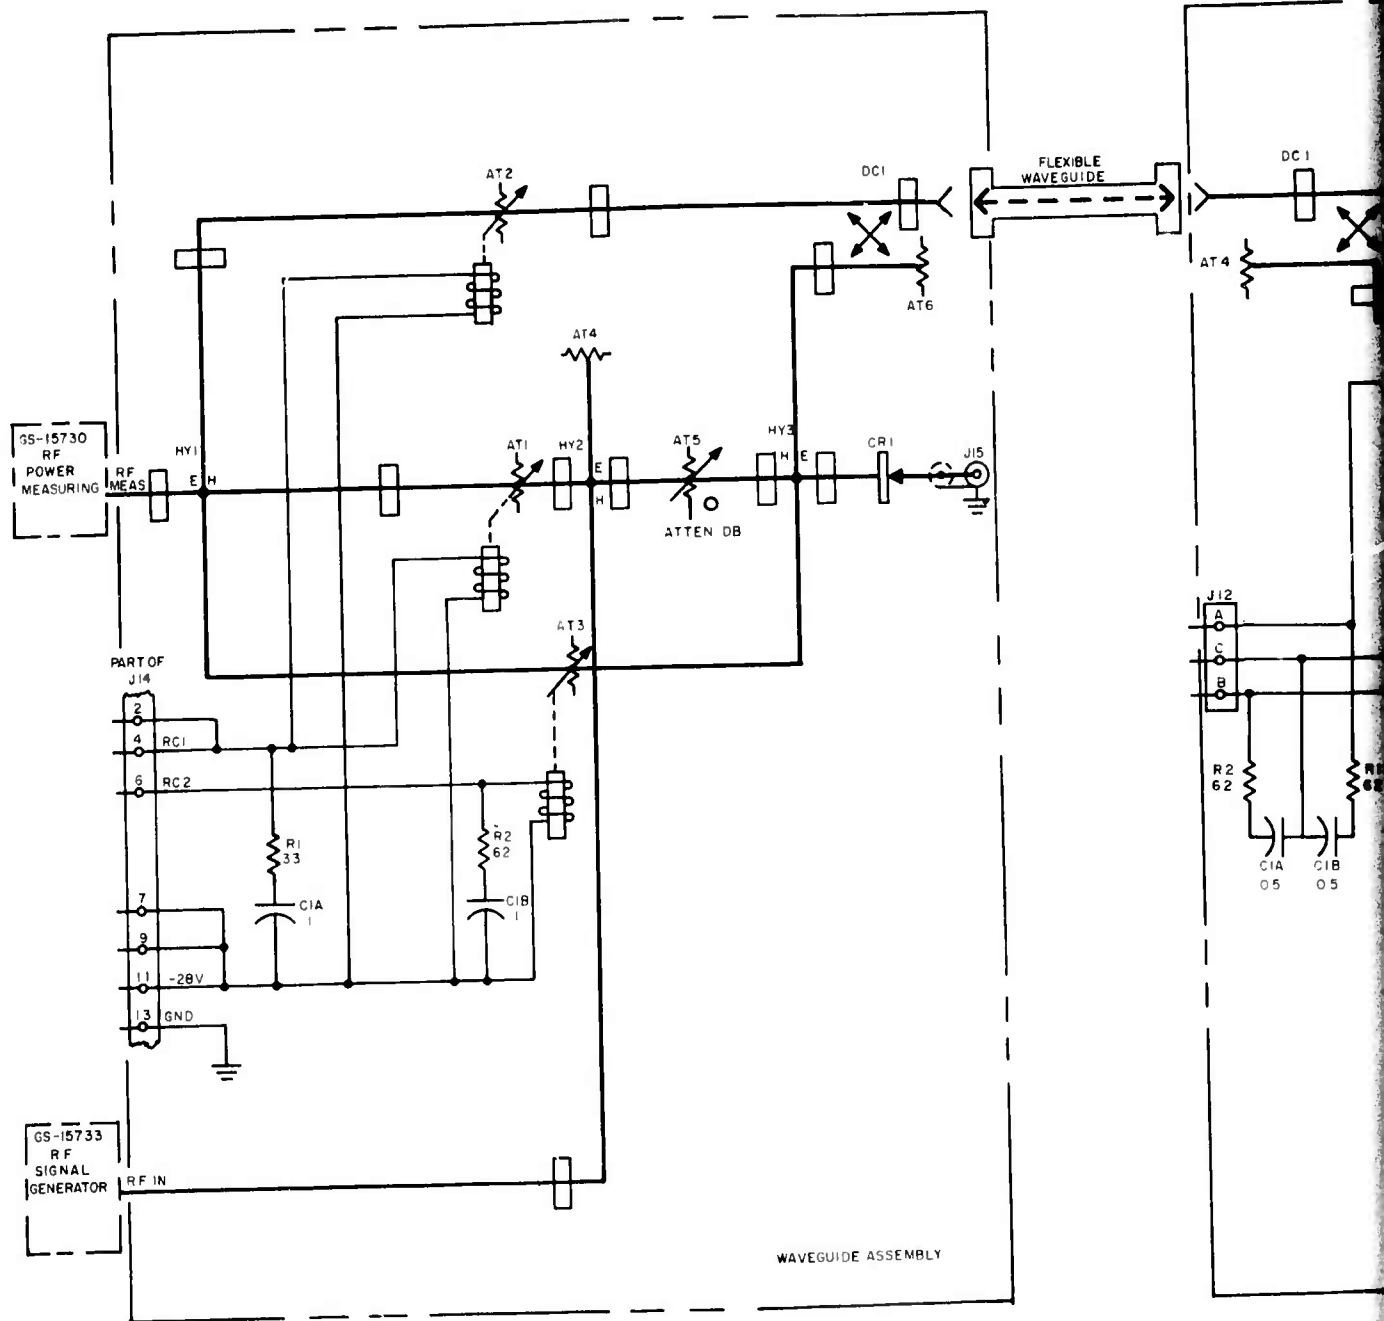 FLEXIBLE
WAVEGUIDE
DC1
DC1
AT2
AT4
AT6
AT4
GS-15730
RF
POWER
MEASURING
RF
MEAS
HY1
E H
AT1
HY2
E
H
AT5
ATTEN DB
HY3
H E
CR1
J15
AT3
J12
A
C
B
PART OF
J14
2
4 RC1
6 RC2
R1
33
R2
62
C1A
1
C1B
1
R2
62
C1A
05
C1B
05
7
9
11 -28V
13 GND
GS-15733
RF
SIGNAL
GENERATOR
RF IN
WAVEGUIDE ASSEMBLY